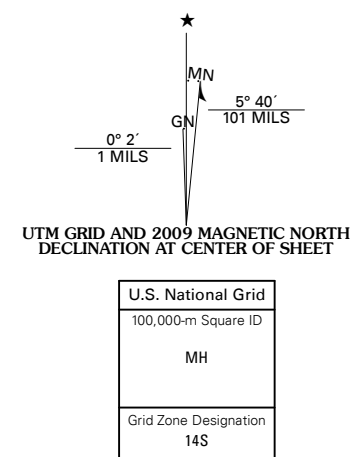 ★
MN
5° 40´
101 MILS
GN
0° 2´
1 MILS
UTM GRID AND 2009 MAGNETIC NORTH
DECLINATION AT CENTER OF SHEET
U.S. National Grid
100,000-m Square ID
MH
Grid Zone Designation
14S